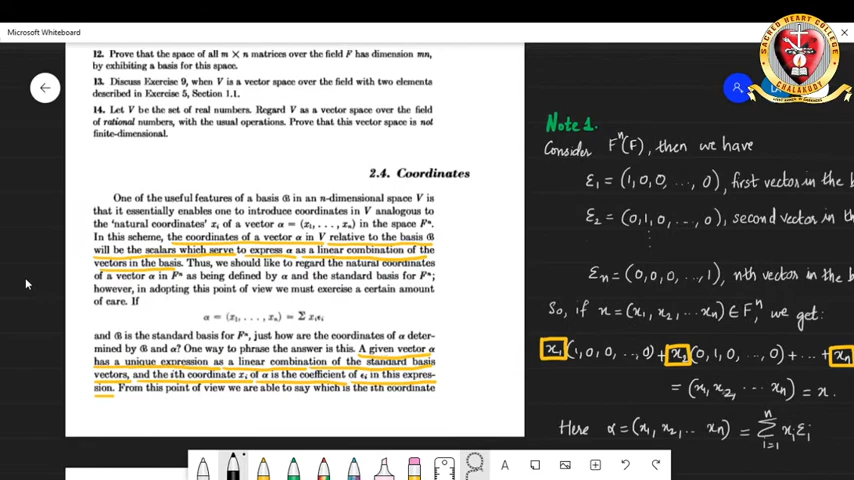 Microsoft Whiteboard
12. Prove that the space of all m × n matrices over the field F has dimension mn,
by exhibiting a basis for this space.
13. Discuss Exercise 9, when V is a vector space over the field with two elements
described in Exercise 5, Section 1.1.
14. Let V be the set of real numbers. Regard V as a vector space over the field
of rational numbers, with the usual operations. Prove that this vector space is not
finite-dimensional.
2.4. Coordinates
One of the useful features of a basis ℬ in an n-dimensional space V is
that it essentially enables one to introduce coordinates in V analogous to
the 'natural coordinates' xᵢ of a vector α = (x₁, . . . , xₙ) in the space Fⁿ.
In this scheme, the coordinates of a vector α in V relative to the basis ℬ
will be the scalars which serve to express α as a linear combination of the
vectors in the basis. Thus, we should like to regard the natural coordinates
of a vector α in Fⁿ as being defined by α and the standard basis for Fⁿ;
however, in adopting this point of view we must exercise a certain amount
of care. If
α = (x₁, . . . , xₙ) = Σ xᵢεᵢ
and ℬ is the standard basis for Fⁿ, just how are the coordinates of α deter-
mined by ℬ and α? One way to phrase the answer is this. A given vector α
has a unique expression as a linear combination of the standard basis
vectors, and the ith coordinate xᵢ of α is the coefficient of εᵢ in this expres-
sion. From this point of view we are able to say which is the ith coordinate
SACRED HEART COLLEGE
CHALAKUDY
Note 1.
Consider Fⁿ(F), then we have
ε₁ = (1,0,0, ..., 0), first vector in the b
ε₂ = (0,1,0, ..., 0), second vector in the
⋮
εₙ = (0,0,0, ..., 1), nth vector in the b
So, if x = (x₁, x₂, ... xₙ) ∈ Fⁿ, we get:
x₁ (1,0,0, ..,0) + x₂ (0,1,0, ...,0) + ... + xₙ
= (x₁, x₂, ... xₙ) = x.
Here α = (x₁, x₂, .. xₙ) = Σⁿᵢ₌₁ xᵢεᵢ
A